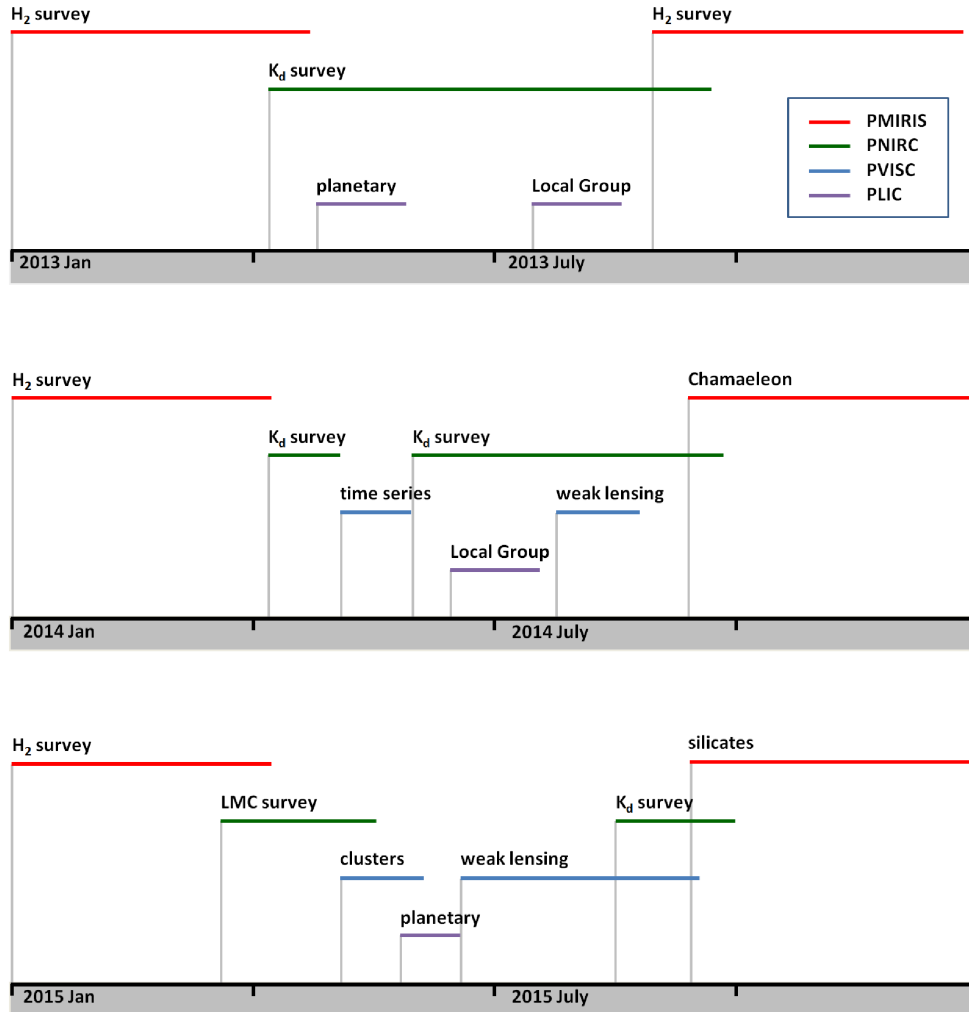 H₂ survey
H₂ survey
K_d survey
PMIRIS
PNIRC
PVISC
PLIC
planetary
Local Group
2013 Jan
2013 July
H₂ survey
Chamaeleon
K_d survey
K_d survey
time series
weak lensing
Local Group
2014 Jan
2014 July
H₂ survey
silicates
LMC survey
K_d survey
clusters
weak lensing
planetary
2015 Jan
2015 July